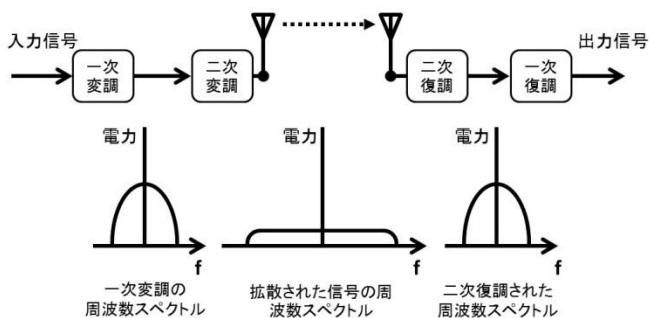 入力信号
一次
変調
二次
変調
二次
復調
一次
復調
出力信号
電力
f
一次変調の
周波数スペクトル
電力
f
拡散された信号の周
波数スペクトル
電力
f
二次復調された
周波数スペクトル